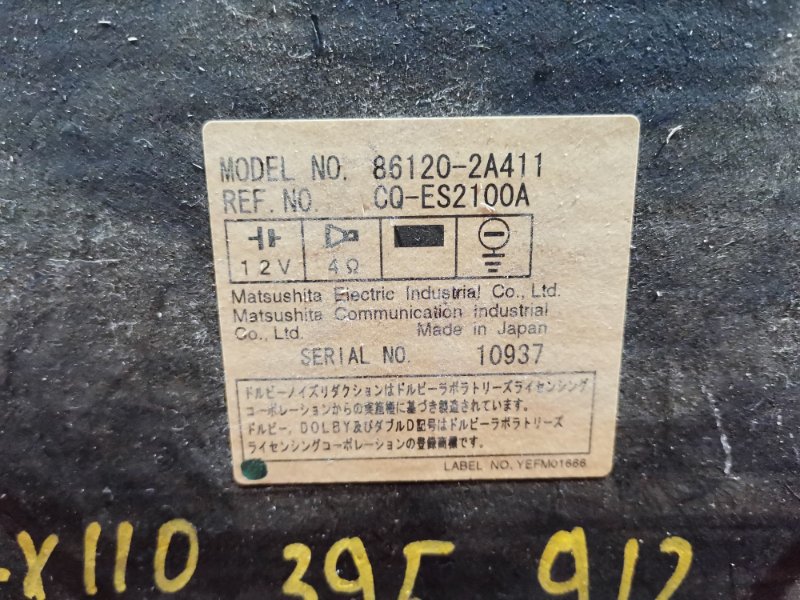 MODEL NO. 86120-2A411
REF. NO. CQ-ES2100A
12V 4Ω
Matsushita Electric Industrial Co., Ltd.
Matsushita Communication Industrial
Co., Ltd. Made in Japan
SERIAL NO. 10937
ドルビーノイズリダクションはドルビーラボラトリーズライセンシング
コーポレーションからの実施権に基づき製造されています。
ドルビー, DOLBY及びダブルD記号はドルビーラボラトリーズ
ライセンシングコーポレーションの登録商標です。
LABEL NO. YEFM01666
X110 395 912